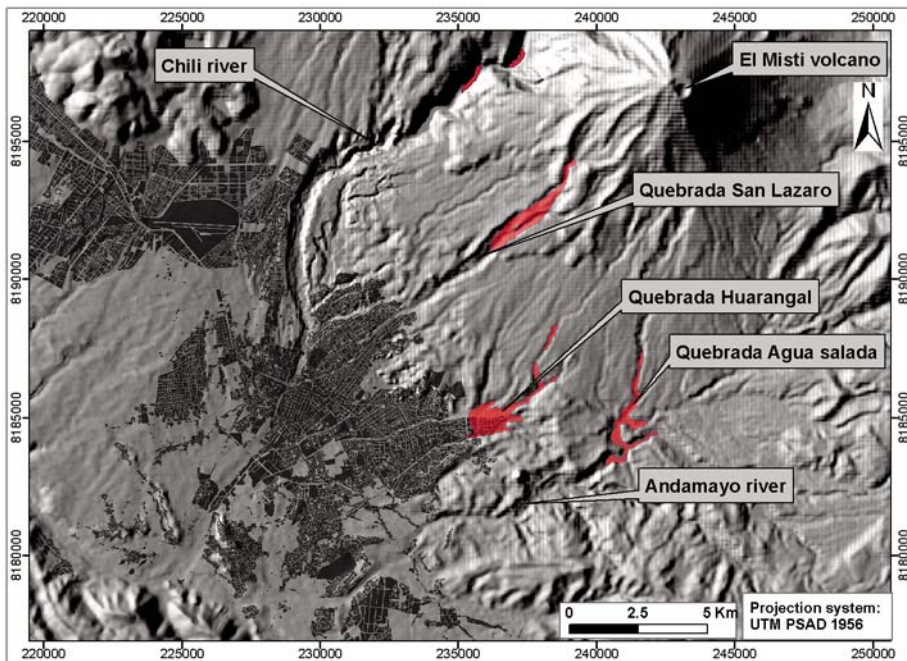 220000 225000 230000 235000 240000 245000 250000
Chili river
El Misti volcano
N
8195000 8195000
Quebrada San Lazaro
8190000 8190000
Quebrada Huarangal
Quebrada Agua salada
8185000 8185000
Andamayo river
8180000 8180000
0 2.5 5 Km
Projection system:
UTM PSAD 1956
220000 225000 230000 235000 240000 245000 250000